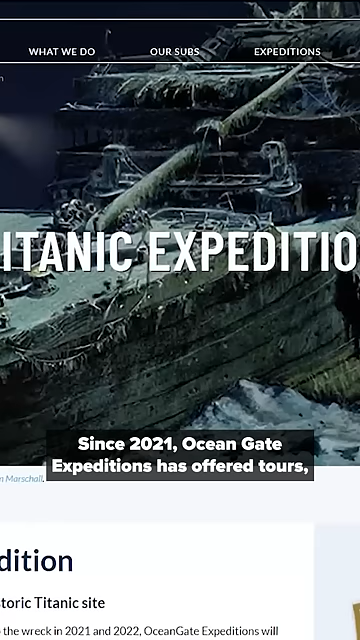 WHAT WE DO OUR SUBS EXPEDITIONS
n
ITANIC EXPEDITIO
Since 2021, Ocean Gate
Expeditions has offered tours,
n Marschall.
dition
toric Titanic site
the wreck in 2021 and 2022, OceanGate Expeditions will